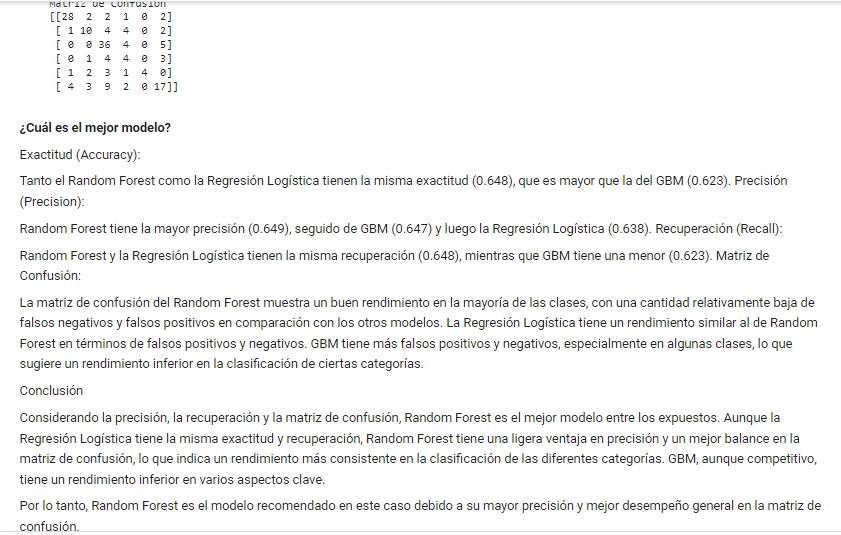 Matriz de Confusion
[[28 2 2 1 0 2]
[ 1 10 4 4 0 2]
[ 0 0 36 4 0 5]
[ 0 1 4 4 0 3]
[ 1 2 3 1 4 0]
[ 4 3 9 2 0 17]]
¿Cuál es el mejor modelo?
Exactitud (Accuracy):
Tanto el Random Forest como la Regresión Logística tienen la misma exactitud (0.648), que es mayor que la del GBM (0.623). Precisión
(Precision):
Random Forest tiene la mayor precisión (0.649), seguido de GBM (0.647) y luego la Regresión Logística (0.638). Recuperación (Recall):
Random Forest y la Regresión Logística tienen la misma recuperación (0.648), mientras que GBM tiene una menor (0.623). Matriz de
Confusión:
La matriz de confusión del Random Forest muestra un buen rendimiento en la mayoría de las clases, con una cantidad relativamente baja de
falsos negativos y falsos positivos en comparación con los otros modelos. La Regresión Logística tiene un rendimiento similar al de Random
Forest en términos de falsos positivos y negativos. GBM tiene más falsos positivos y negativos, especialmente en algunas clases, lo que
sugiere un rendimiento inferior en la clasificación de ciertas categorías.
Conclusión
Considerando la precisión, la recuperación y la matriz de confusión, Random Forest es el mejor modelo entre los expuestos. Aunque la
Regresión Logística tiene la misma exactitud y recuperación, Random Forest tiene una ligera ventaja en precisión y un mejor balance en la
matriz de confusión, lo que indica un rendimiento más consistente en la clasificación de las diferentes categorías. GBM, aunque competitivo,
tiene un rendimiento inferior en varios aspectos clave.
Por lo tanto, Random Forest es el modelo recomendado en este caso debido a su mayor precisión y mejor desempeño general en la matriz de
confusión.